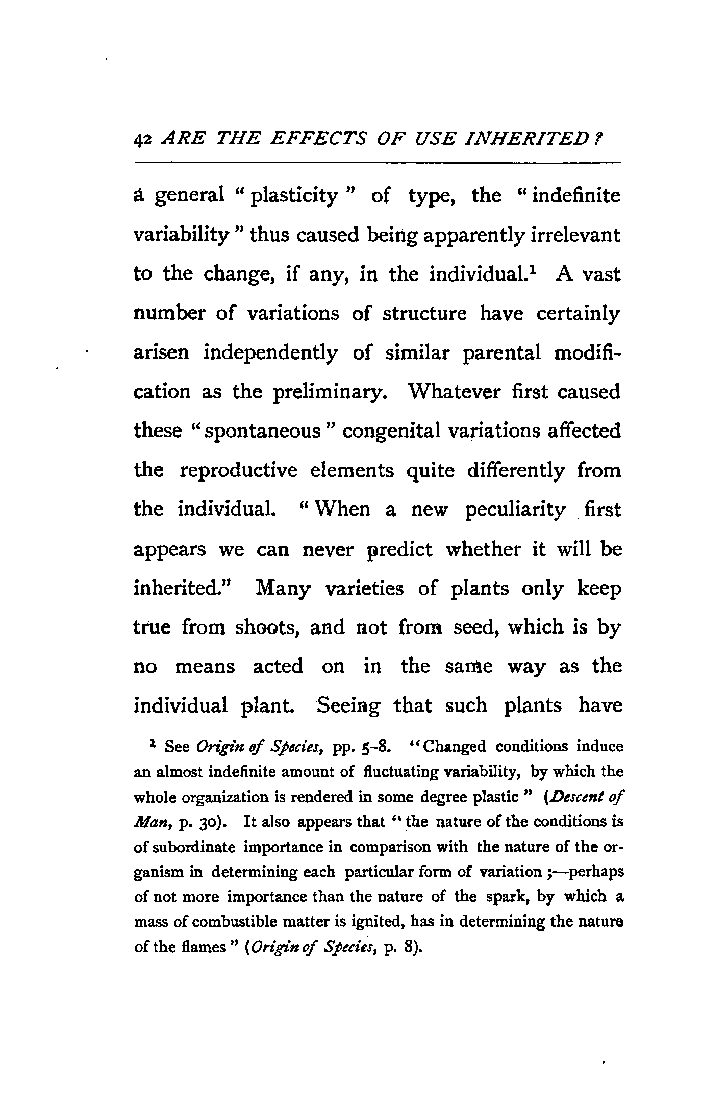 42 ARE THE EFFECTS OF USE INHERITED?
a general “ plasticity ” of type, the “ indefinite
variability ” thus caused being apparently irrelevant
to the change, if any, in the individual.¹ A vast
number of variations of structure have certainly
arisen independently of similar parental modifi-
cation as the preliminary. Whatever first caused
these “ spontaneous ” congenital variations affected
the reproductive elements quite differently from
the individual. “ When a new peculiarity first
appears we can never predict whether it will be
inherited.” Many varieties of plants only keep
true from shoots, and not from seed, which is by
no means acted on in the same way as the
individual plant. Seeing that such plants have
¹ See Origin of Species, pp. 5–8. “Changed conditions induce
an almost indefinite amount of fluctuating variability, by which the
whole organization is rendered in some degree plastic ” (Descent of
Man, p. 30). It also appears that “ the nature of the conditions is
of subordinate importance in comparison with the nature of the or-
ganism in determining each particular form of variation ;—perhaps
of not more importance than the nature of the spark, by which a
mass of combustible matter is ignited, has in determining the nature
of the flames ” (Origin of Species, p. 8).